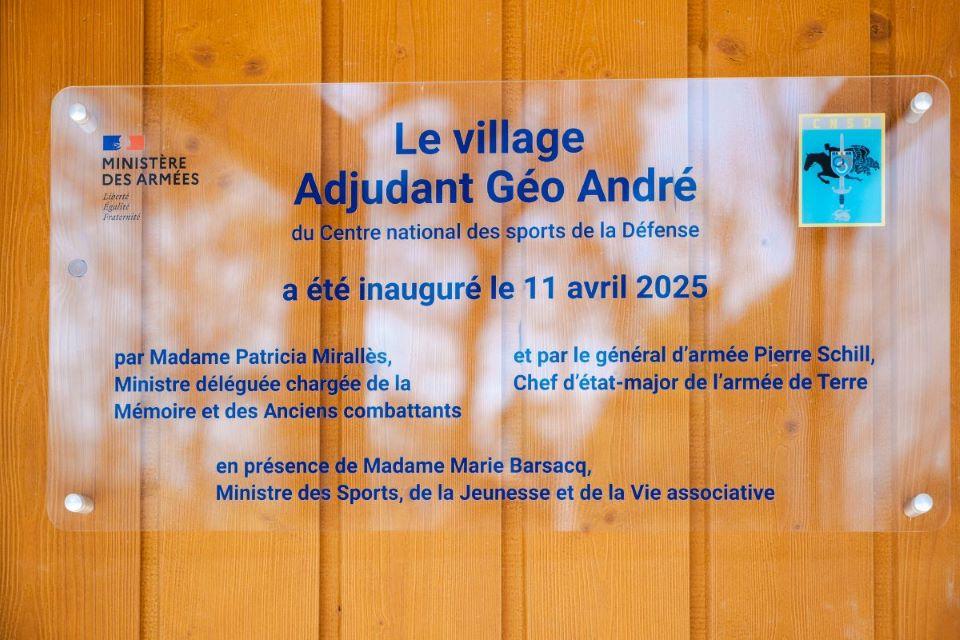 MINISTÈRE
DES ARMÉES
Liberté
Égalité
Fraternité
CNSD
Le village
Adjudant Géo André
du Centre national des sports de la Défense
a été inauguré le 11 avril 2025
par Madame Patricia Mirallès,
Ministre déléguée chargée de la
Mémoire et des Anciens combattants
et par le général d’armée Pierre Schill,
Chef d’état-major de l’armée de Terre
en présence de Madame Marie Barsacq,
Ministre des Sports, de la Jeunesse et de la Vie associative